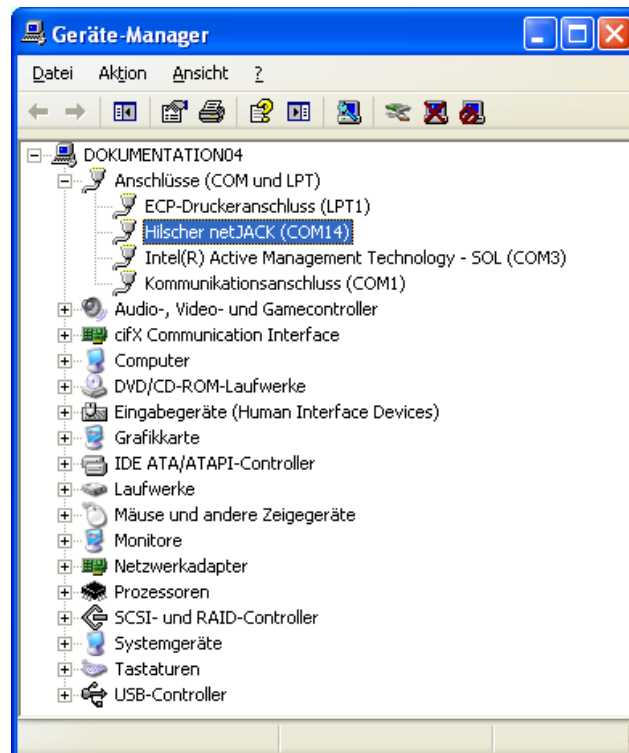 Geräte-Manager
Datei Aktion Ansicht ?
DOKUMENTATION04
Anschlüsse (COM und LPT)
ECP-Druckeranschluss (LPT1)
Hilscher netJACK (COM14)
Intel(R) Active Management Technology - SOL (COM3)
Kommunikationsanschluss (COM1)
Audio-, Video- und Gamecontroller
cifX Communication Interface
Computer
DVD/CD-ROM-Laufwerke
Eingabegeräte (Human Interface Devices)
Grafikkarte
IDE ATA/ATAPI-Controller
Laufwerke
Mäuse und andere Zeigegeräte
Monitore
Netzwerkadapter
Prozessoren
SCSI- und RAID-Controller
Systemgeräte
Tastaturen
USB-Controller